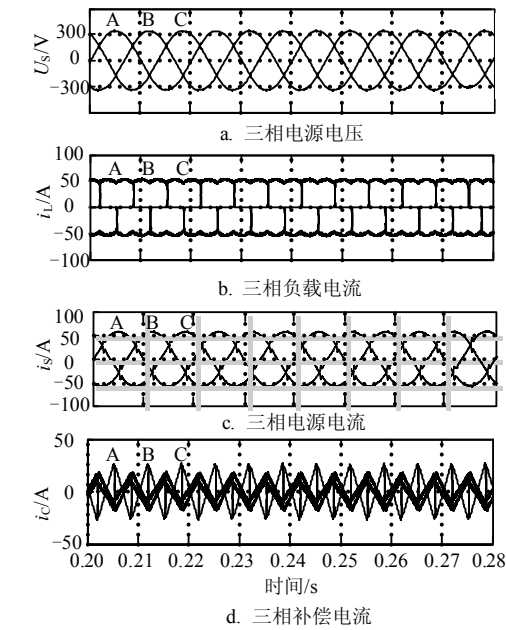 A B C
300
0
−300
U_S/V
a. 三相电源电压
A B C
100
50
0
−50
−100
i_L/A
b. 三相负载电流
A B C
100
50
0
−50
−100
i_S/A
c. 三相电源电流
A B C
50
0
−50
i_C/A
0.20 0.21 0.22 0.23 0.24 0.25 0.26 0.27 0.28
时间/s
d. 三相补偿电流